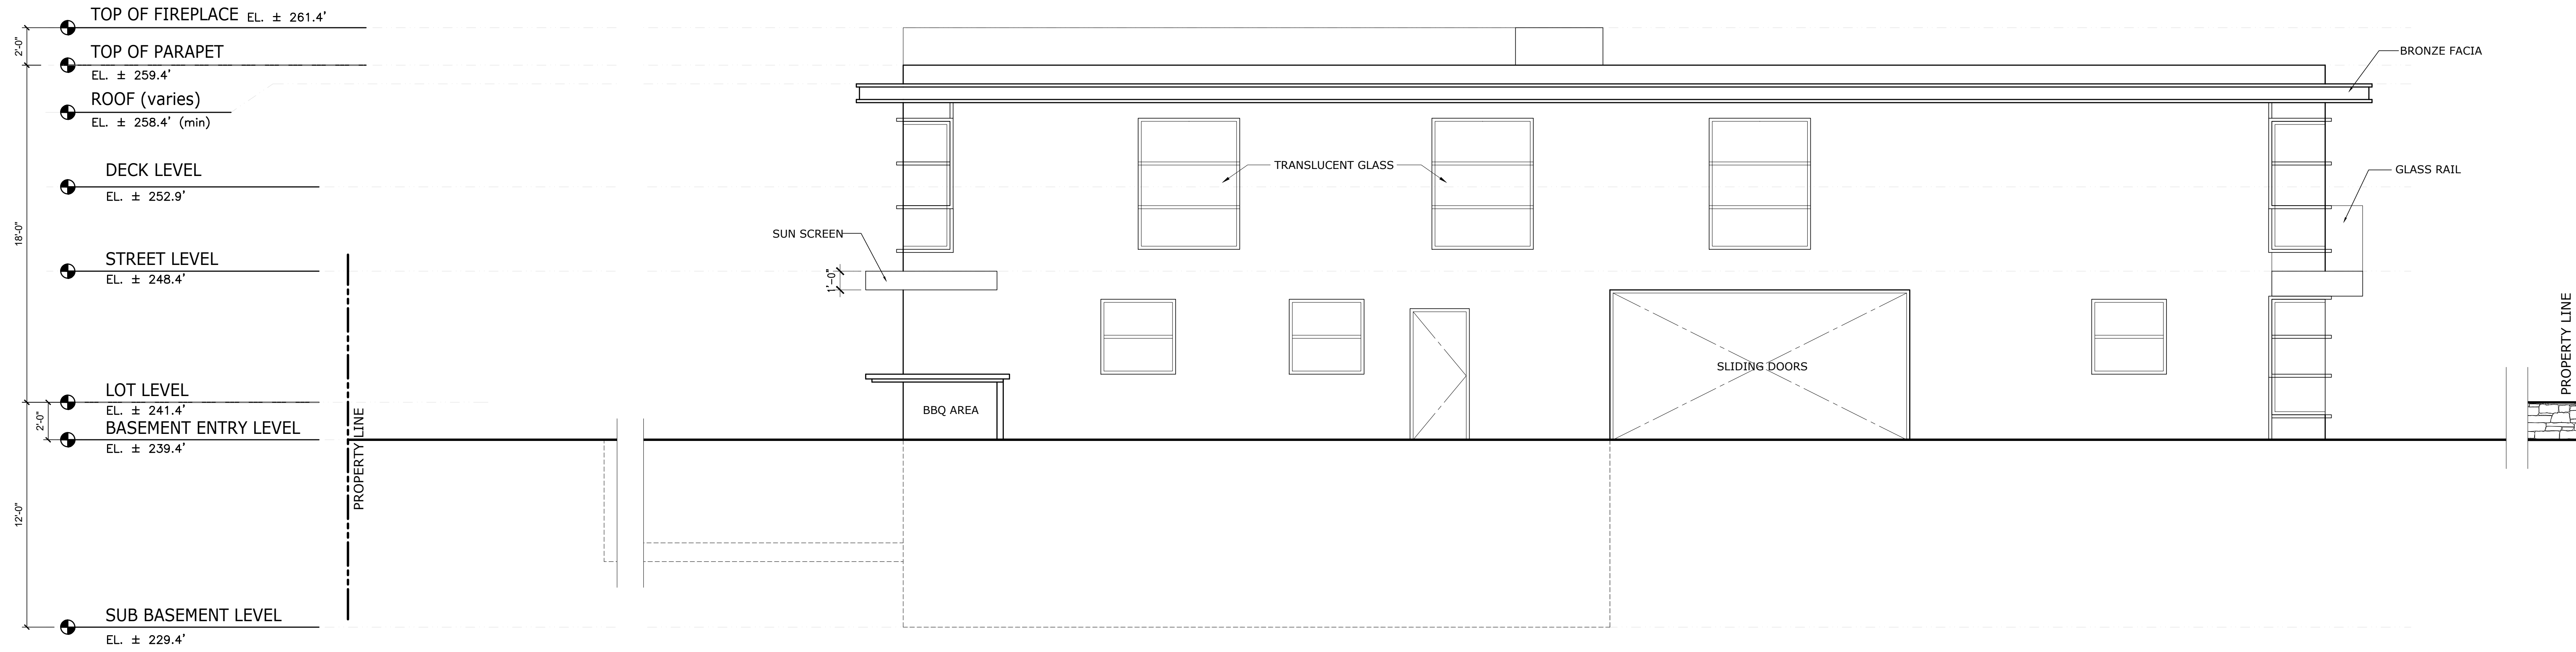 TOP OF FIREPLACE EL. ± 261.4'
2'-0"
TOP OF PARAPET
EL. ± 259.4'
BRONZE FACIA
ROOF (varies)
EL. ± 258.4' (min)
TRANSLUCENT GLASS
DECK LEVEL
EL. ± 252.9'
GLASS RAIL
18'-0"
SUN SCREEN
STREET LEVEL
EL. ± 248.4'
1'-0"
PROPERTY LINE
SLIDING DOORS
LOT LEVEL
EL. ± 241.4'
BBQ AREA
2'-0"
BASEMENT ENTRY LEVEL
EL. ± 239.4'
PROPERTY LINE
12'-0"
SUB BASEMENT LEVEL
EL. ± 229.4'